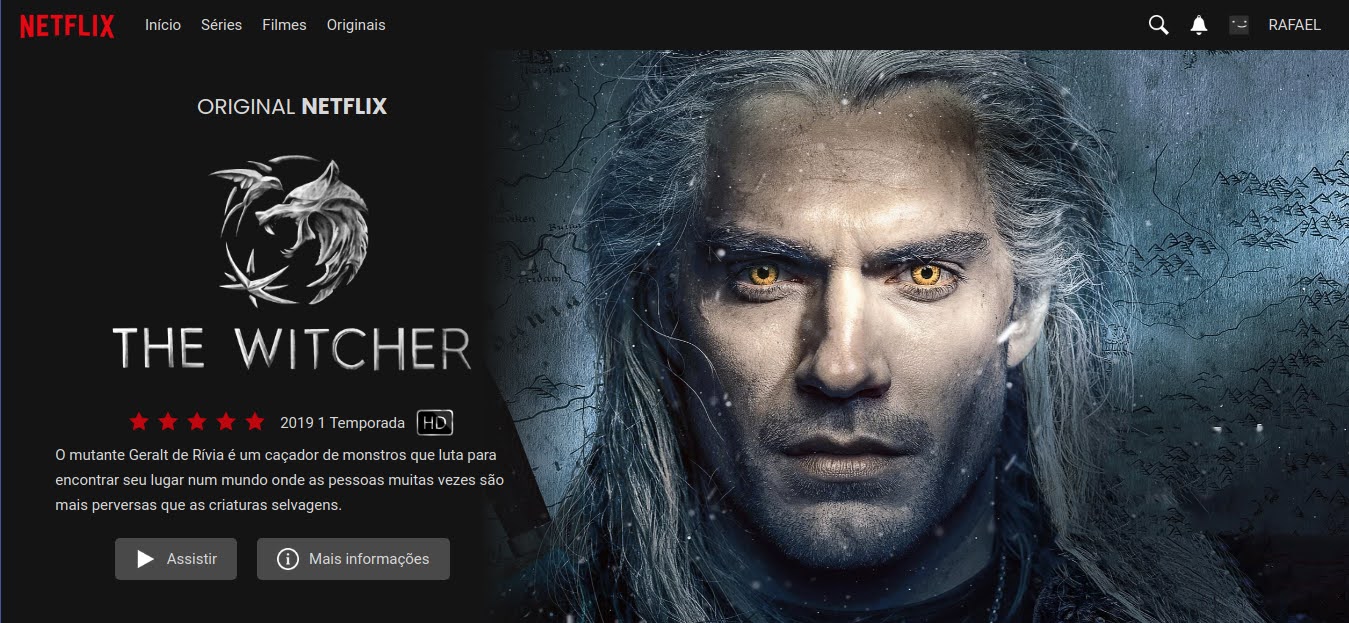 NETFLIX Início Séries Filmes Originais RAFAEL
ORIGINAL NETFLIX
THE WITCHER
2019 1 Temporada HD
O mutante Geralt de Rívia é um caçador de monstros que luta para
encontrar seu lugar num mundo onde as pessoas muitas vezes são
mais perversas que as criaturas selvagens.
Assistir Mais informações